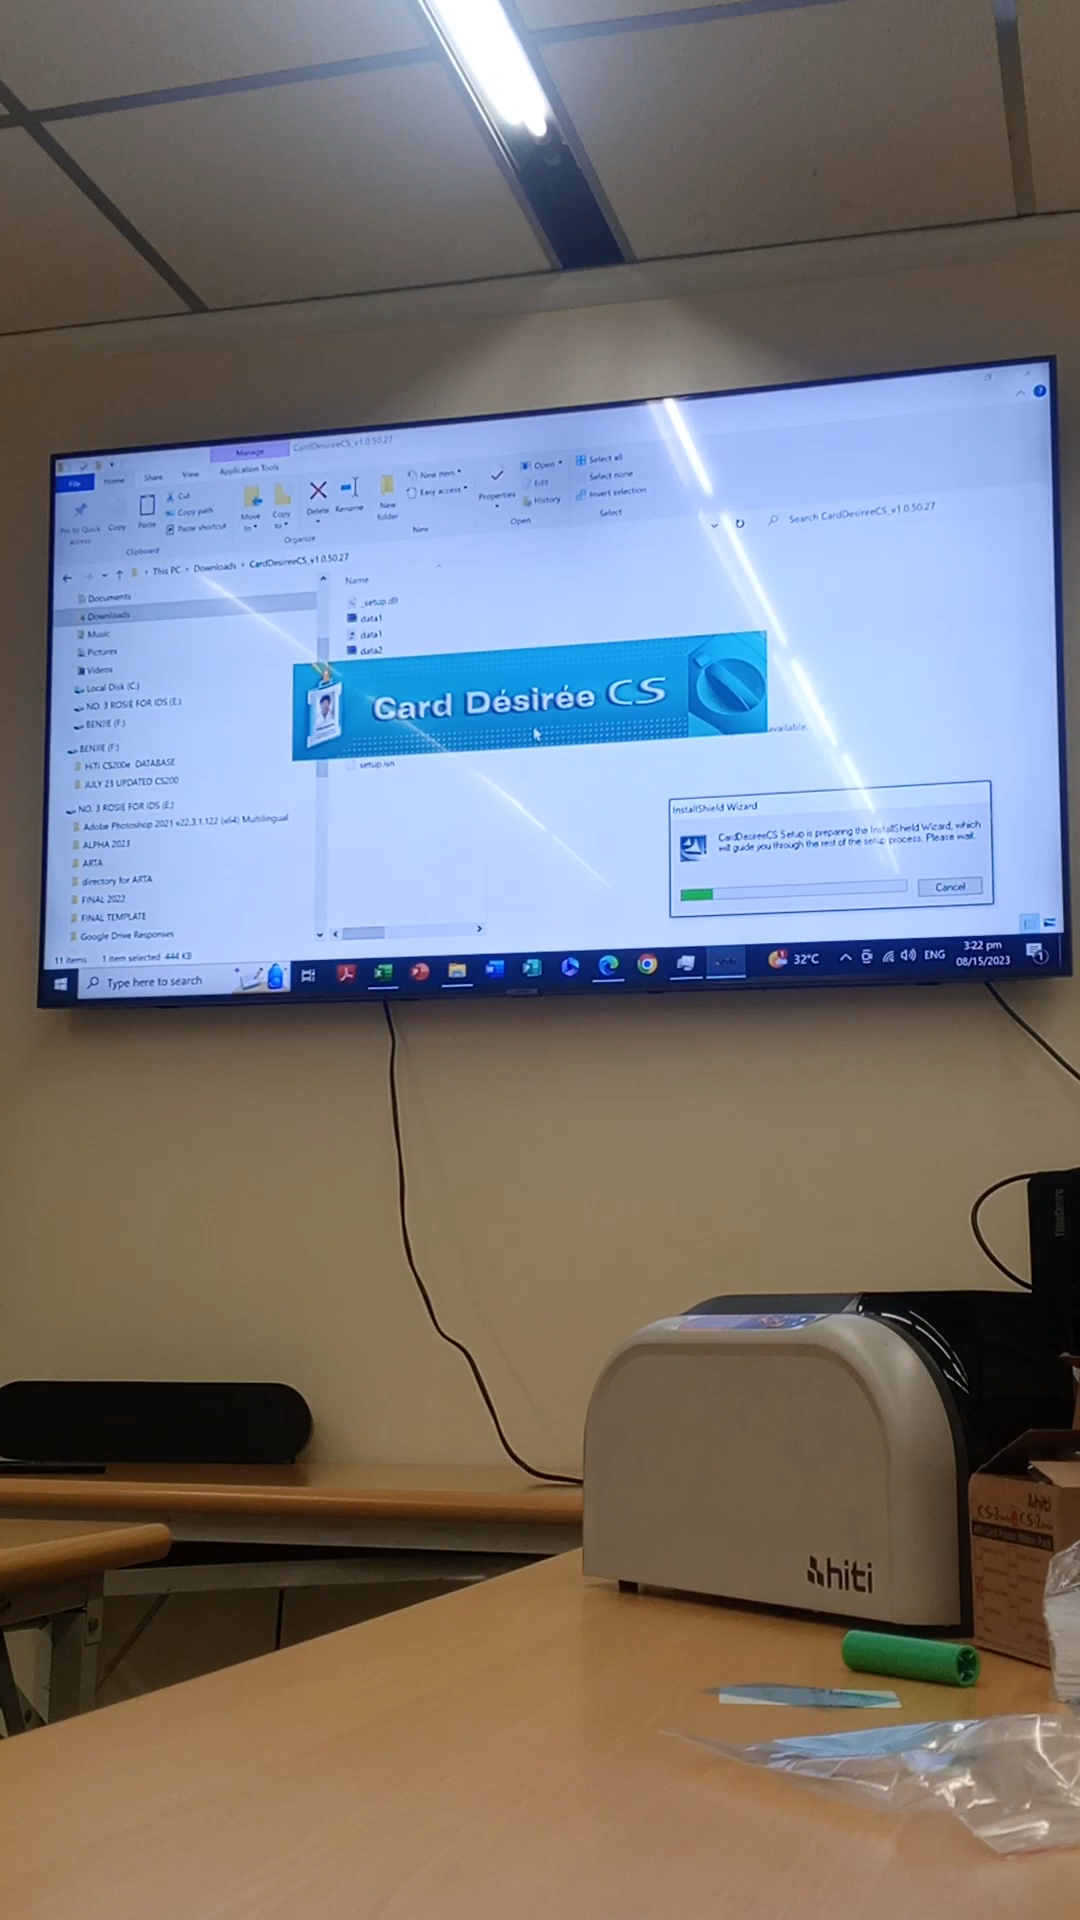 Manage
CardDesireeCS_v1.0.50.27
File
Home
Share
View
Application Tools
Pin to Quick access
Copy
Paste
Cut
Copy path
Paste shortcut
Clipboard
Move to
Copy to
Delete
Rename
Organize
New folder
New item
Easy access
New
Properties
Open
Edit
History
Open
Select all
Select none
Invert selection
Select
This PC
Downloads
CardDesireeCS_v1.0.50.27
Search CardDesireeCS_v1.0.50.27
Documents
Downloads
Music
Pictures
Videos
Local Disk (C:)
NO. 3 ROSIE FOR IDS (E:)
BENJIE (F:)
BENJIE (F:)
HiTi CS200e DATABASE
JULY 23 UPDATED CS200
NO. 3 ROSIE FOR IDS (E:)
Adobe Photoshop 2021 v22.3.1.122 (x64) Multilingual
ALPHA 2023
ARTA
directory for ARTA
FINAL 2022
FINAL TEMPLATE
Google Drive Responses
Name
_setup.dll
data1
data1
data2
setup.isn
available.
Card Désirée CS
InstallShield Wizard
CardDesireeCS Setup is preparing the InstallShield Wizard, which
will guide you through the rest of the setup process. Please wait.
Cancel
11 items
1 item selected 444 KB
Type here to search
32°C
ENG
3:22 pm
08/15/2023
1
ThinkCentre
hiti
hiti